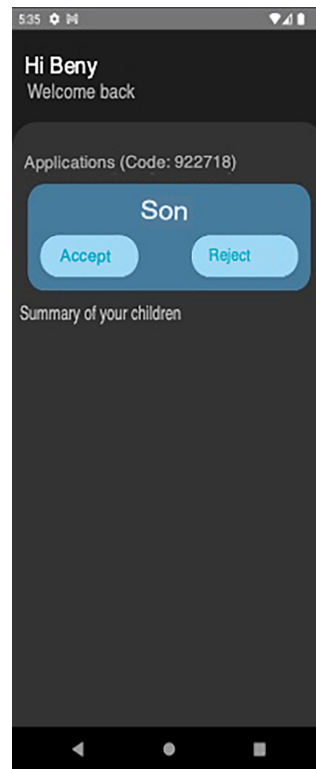 5:35
Hi Beny
Welcome back
Applications (Code: 922718)
Son
Accept Reject
Summary of your children